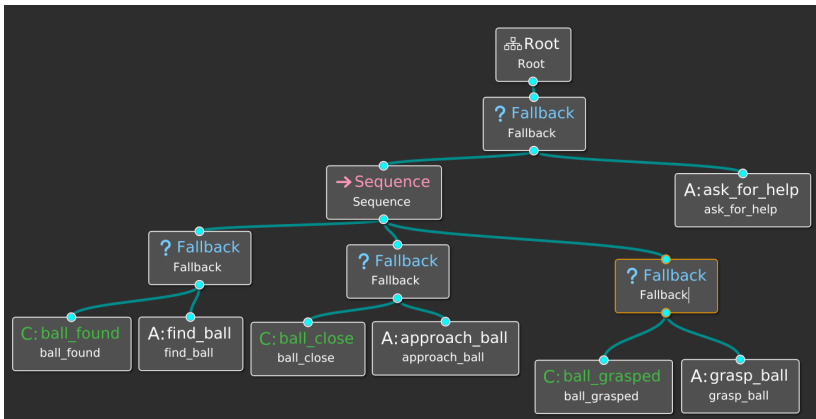 Root
Root
? Fallback
Fallback
→ Sequence
Sequence
A: ask_for_help
ask_for_help
? Fallback
Fallback
? Fallback
Fallback
? Fallback
Fallback
C: ball_found
ball_found
A: find_ball
find_ball
C: ball_close
ball_close
A: approach_ball
approach_ball
C: ball_grasped
ball_grasped
A: grasp_ball
grasp_ball